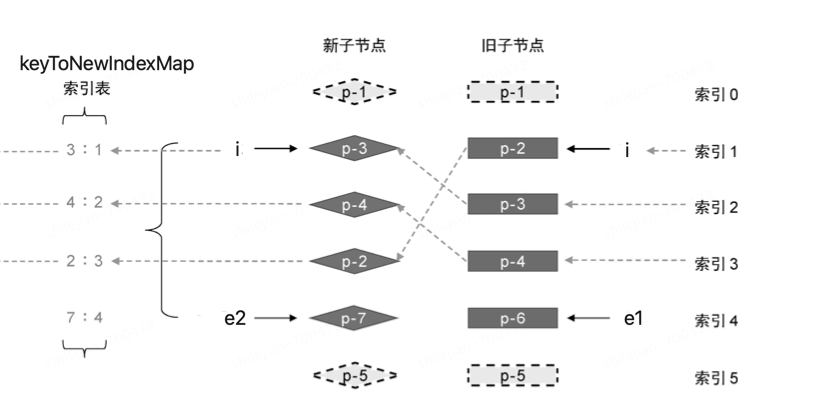 新子节点 旧子节点
keyToNewIndexMap
索引表
p-1 p-1 索引 0
3 : 1 i p-3 p-2 i 索引 1
4 : 2 p-4 p-3 索引 2
2 : 3 p-2 p-4 索引 3
7 : 4 e2 p-7 p-6 e1 索引 4
p-5 p-5 索引 5